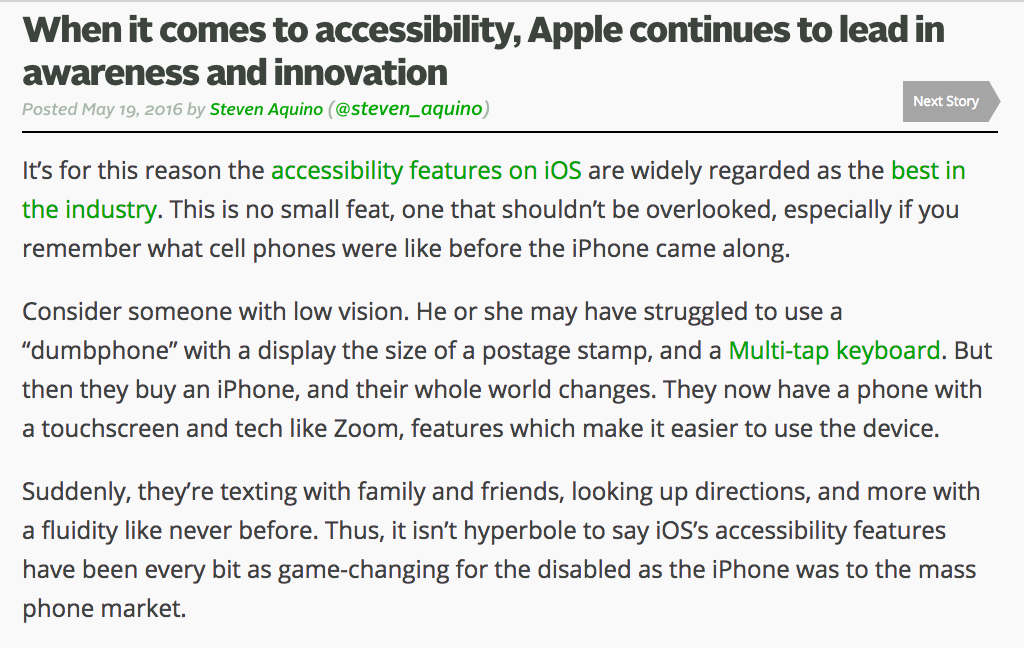 When it comes to accessibility, Apple continues to lead in
awareness and innovation
Posted May 19, 2016 by Steven Aquino (@steven_aquino)
Next Story
It’s for this reason the accessibility features on iOS are widely regarded as the best in
the industry. This is no small feat, one that shouldn’t be overlooked, especially if you
remember what cell phones were like before the iPhone came along.
Consider someone with low vision. He or she may have struggled to use a
“dumbphone” with a display the size of a postage stamp, and a Multi-tap keyboard. But
then they buy an iPhone, and their whole world changes. They now have a phone with
a touchscreen and tech like Zoom, features which make it easier to use the device.
Suddenly, they’re texting with family and friends, looking up directions, and more with
a fluidity like never before. Thus, it isn’t hyperbole to say iOS’s accessibility features
have been every bit as game-changing for the disabled as the iPhone was to the mass
phone market.